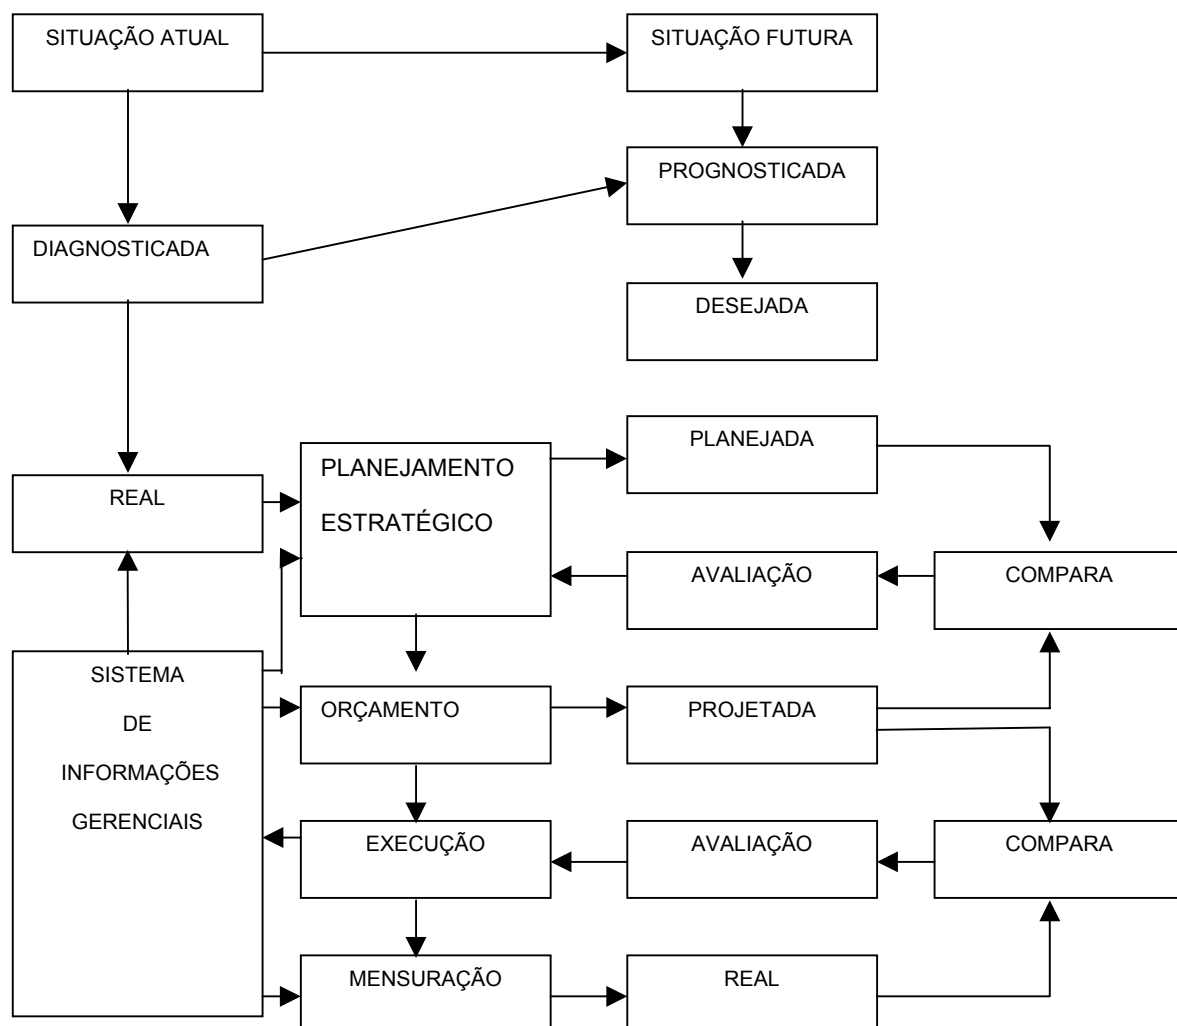 SITUAÇÃO ATUAL
SITUAÇÃO FUTURA
PROGNOSTICADA
DIAGNOSTICADA
DESEJADA
PLANEJADA
PLANEJAMENTO
ESTRATÉGICO
REAL
AVALIAÇÃO
COMPARA
SISTEMA
DE
INFORMAÇÕES
GERENCIAIS
ORÇAMENTO
PROJETADA
EXECUÇÃO
AVALIAÇÃO
COMPARA
MENSURAÇÃO
REAL